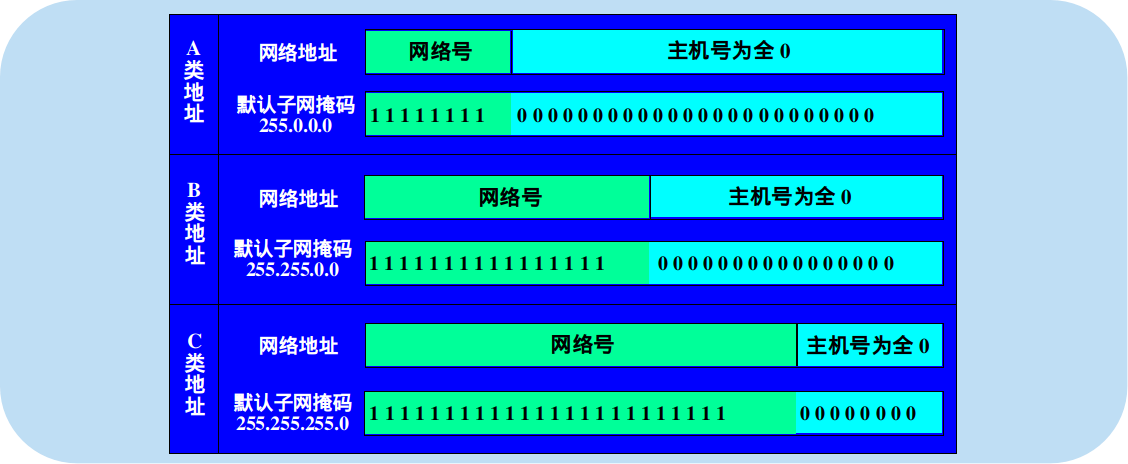 A类地址
网络地址
网络号
主机号为全 0
默认子网掩码
255.0.0.0
1 1 1 1 1 1 1 1
0 0 0 0 0 0 0 0 0 0 0 0 0 0 0 0 0 0 0 0 0 0 0 0
B类地址
网络地址
网络号
主机号为全 0
默认子网掩码
255.255.0.0
1 1 1 1 1 1 1 1 1 1 1 1 1 1 1 1
0 0 0 0 0 0 0 0 0 0 0 0 0 0 0 0
C类地址
网络地址
网络号
主机号为全 0
默认子网掩码
255.255.255.0
1 1 1 1 1 1 1 1 1 1 1 1 1 1 1 1 1 1 1 1 1 1 1 1
0 0 0 0 0 0 0 0